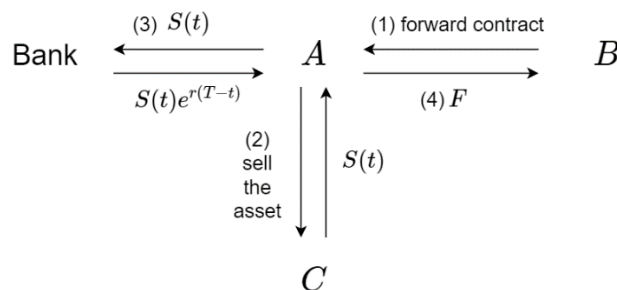 (3) S(t)
(1) forward contract
Bank
A
B
S(t)e^{r(T−t)}
(4) F
(2)
sell
the
asset
S(t)
C